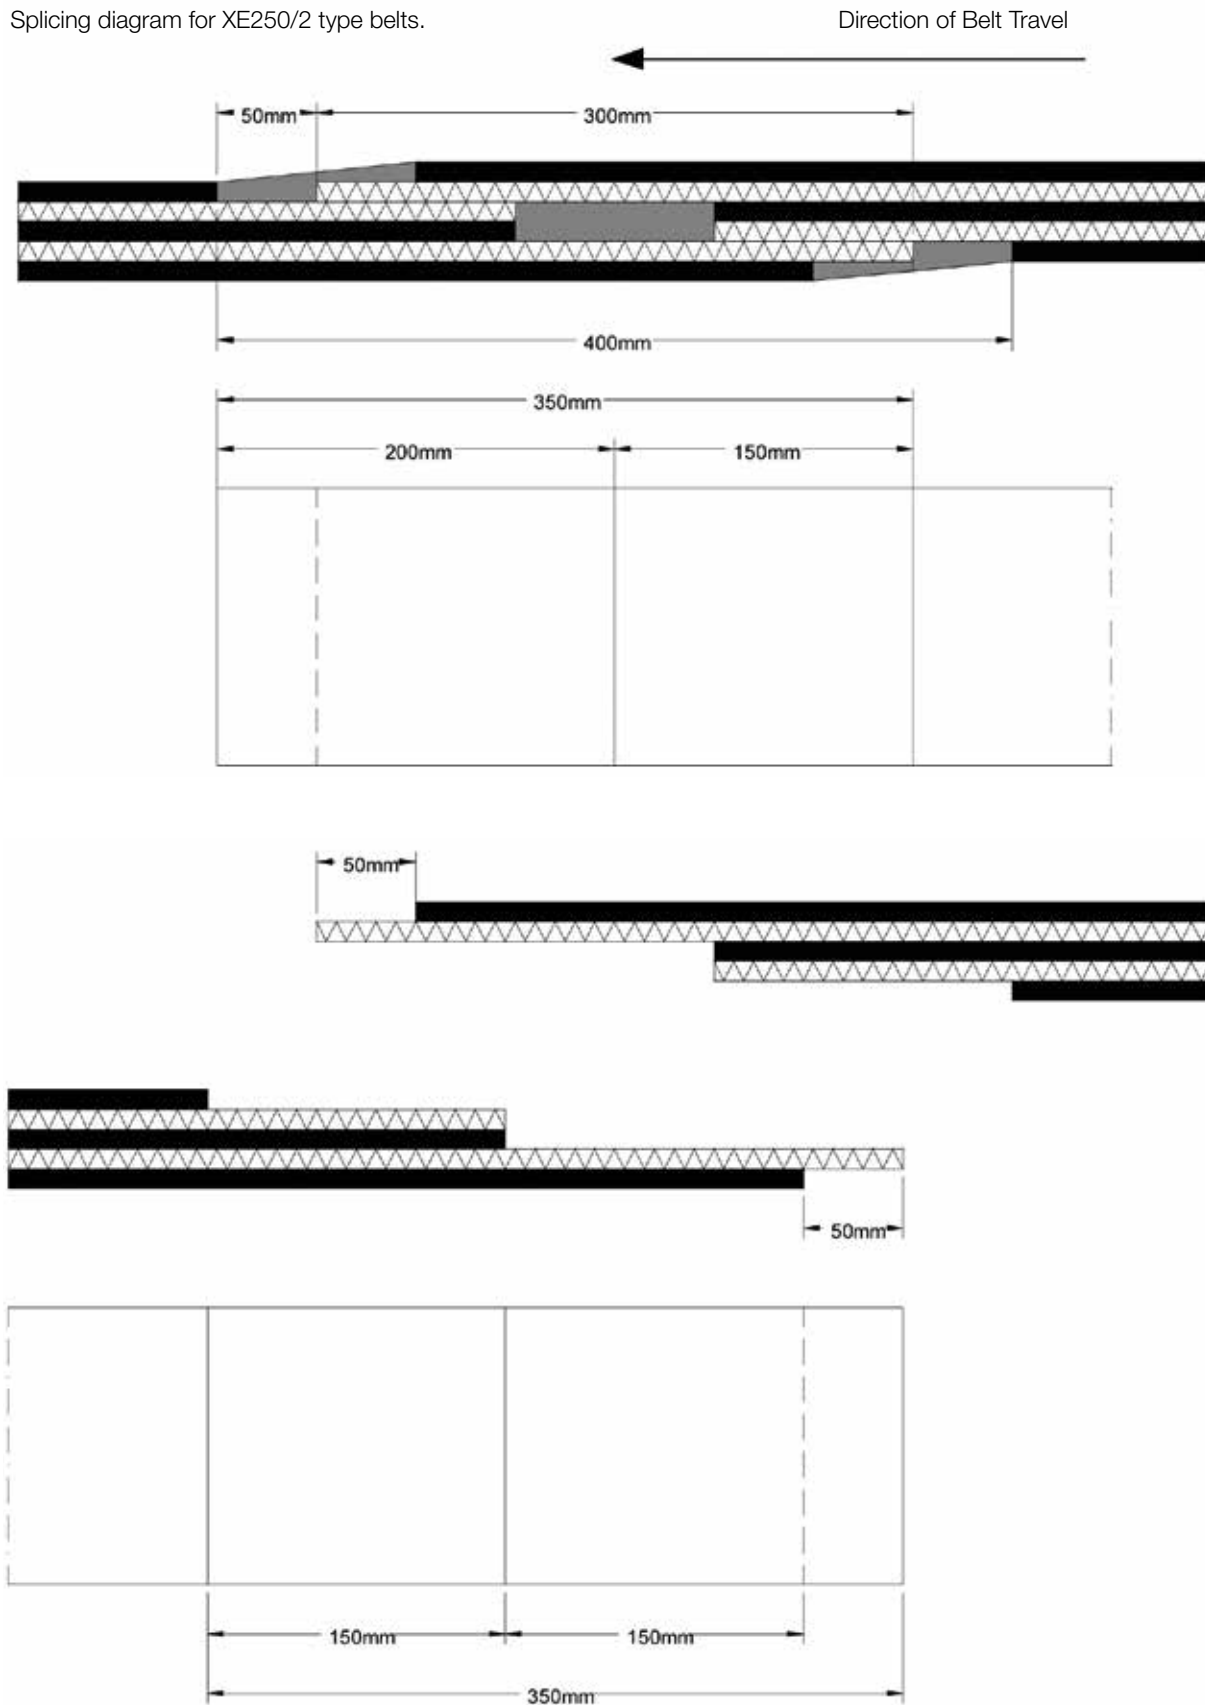 Splicing diagram for XE250/2 type belts.
Direction of Belt Travel
50mm
300mm
400mm
350mm
200mm
150mm
50mm
50mm
150mm
150mm
350mm